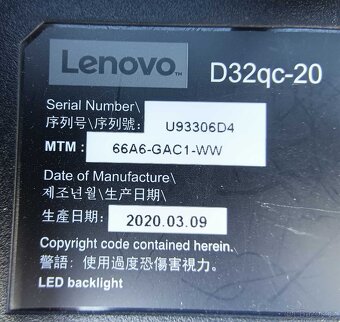 Lenovo™ D32qc-20
Serial Number\
序列号\序列號: U93306D4
MTM : 66A6-GAC1-WW
Date of Manufacture\
제조년월\生产日期\
生產日期: 2020.03.09
Copyright code contained herein.
警語: 使用過度恐傷害視力。
LED backlight